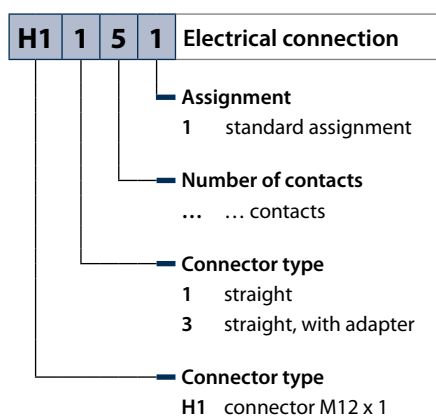 H1 1 5 1 Electrical connection
Assignment
1 standard assignment
Number of contacts
… … contacts
Connector type
1 straight
3 straight, with adapter
Connector type
H1 connector M12 x 1